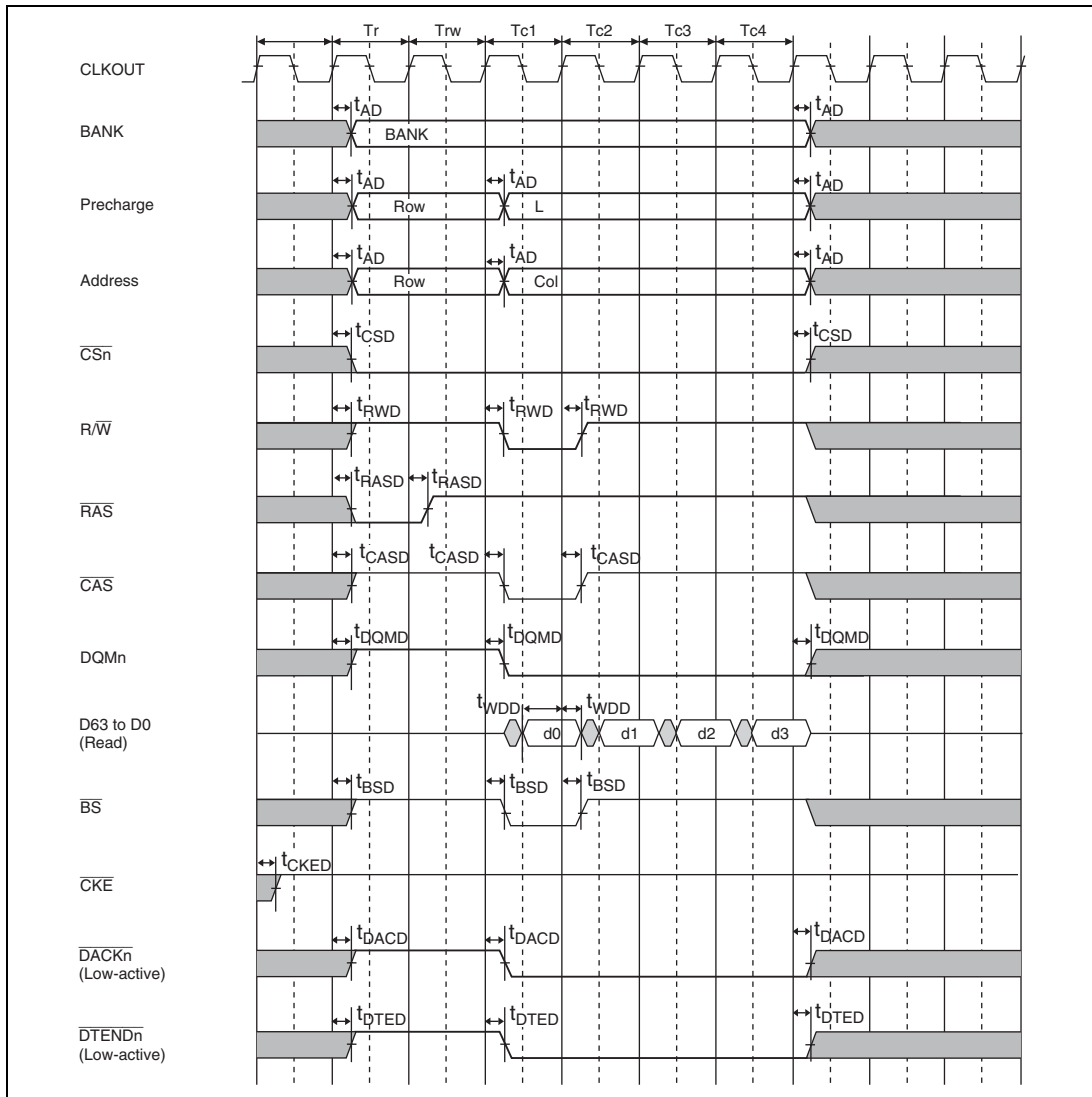 Tr Trw Tc1 Tc2 Tc3 Tc4
CLKOUT
tAD tAD
BANK BANK
tAD tAD tAD
Precharge Row L
tAD tAD tAD
Address Row Col
tCSD tCSD
CSn
tRWD tRWD tRWD
R/W
tRASD tRASD
RAS
tCASD tCASD tCASD
CAS
tDQMD tDQMD tDQMD
DQMn
tWDD tWDD
D63 to D0 d0 d1 d2 d3
(Read)
tBSD tBSD tBSD
BS
tCKED
CKE
tDACD tDACD tDACD
DACKn
(Low-active)
tDTED tDTED tDTED
DTENDn
(Low-active)